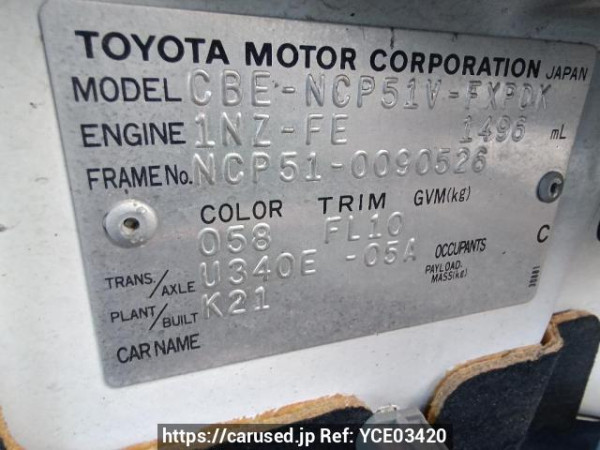 TOYOTA MOTOR CORPORATION JAPAN
MODEL CBE-NCP51V-EXPDK
ENGINE 1NZ-FE 1496 mL
FRAME No. NCP51-0090526
COLOR TRIM GVM(kg)
058 FL10
C
TRANS/AXLE U340E -05A OCCUPANTS
PAYLOAD MASS(kg)
PLANT/BUILT K21
CAR NAME
https://carused.jp Ref: YCE03420